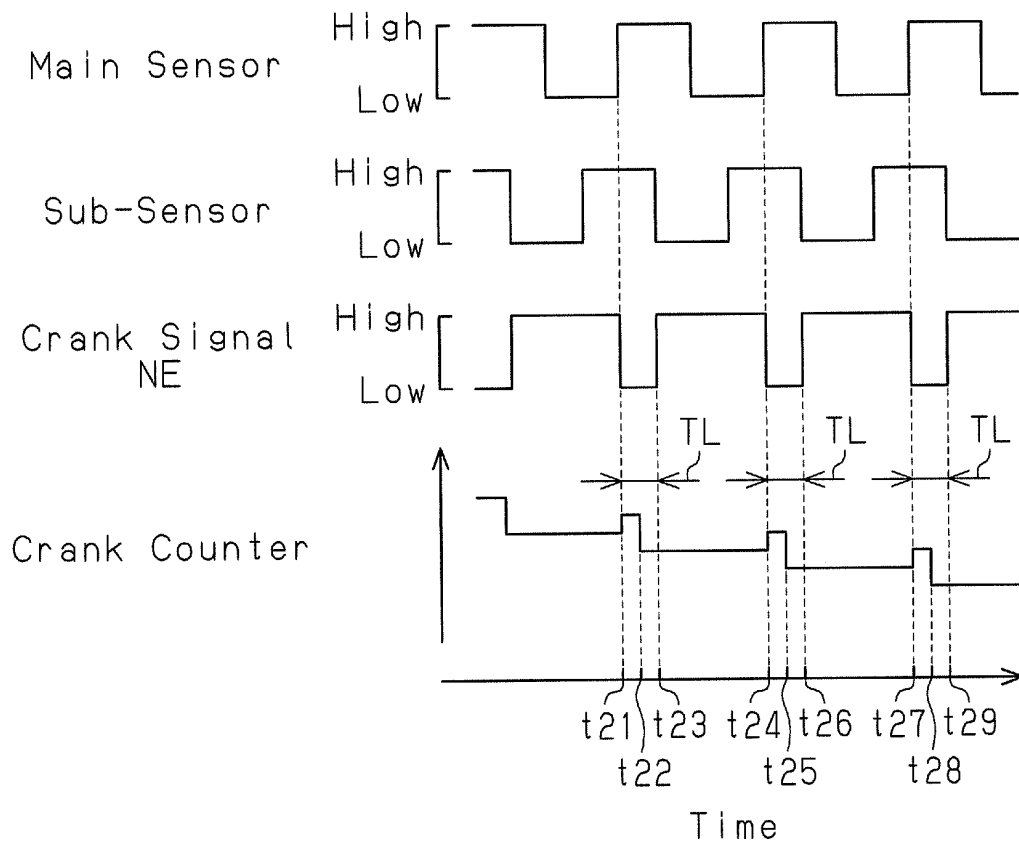 High
Main Sensor
Low
High
Sub-Sensor
Low
High
Crank Signal
NE
Low
TL TL TL
Crank Counter
t21 t23 t24 t26 t27 t29
t22 t25 t28
Time